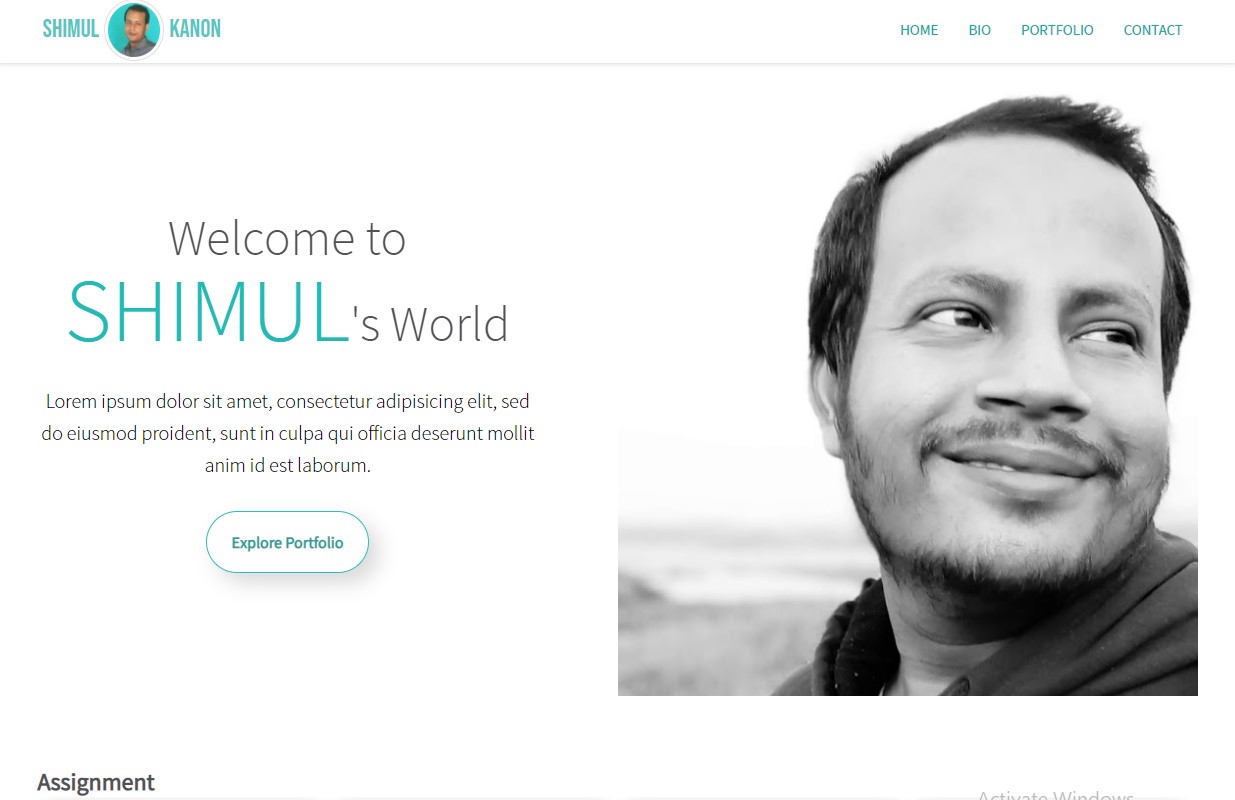 SHIMUL KANON
HOME BIO PORTFOLIO CONTACT
Welcome to
SHIMUL's World
Lorem ipsum dolor sit amet, consectetur adipisicing elit, sed
do eiusmod proident, sunt in culpa qui officia deserunt mollit
anim id est laborum.
Explore Portfolio
Assignment
Activate Windows